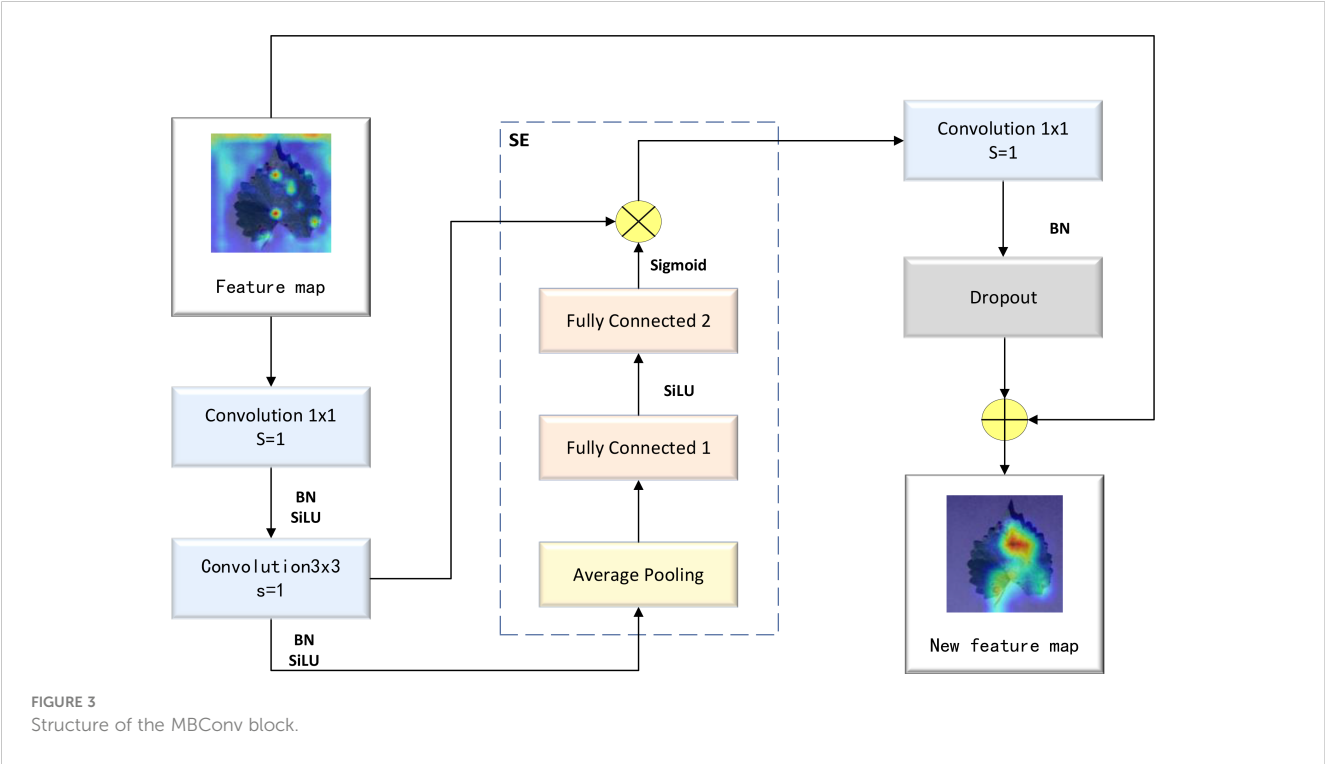 Feature map
Convolution 1x1
S=1
BN
SiLU
Convolution3x3
s=1
BN
SiLU
SE
Sigmoid
Fully Connected 2
SiLU
Fully Connected 1
Average Pooling
Convolution 1x1
S=1
BN
Dropout
New feature map
FIGURE 3
Structure of the MBConv block.